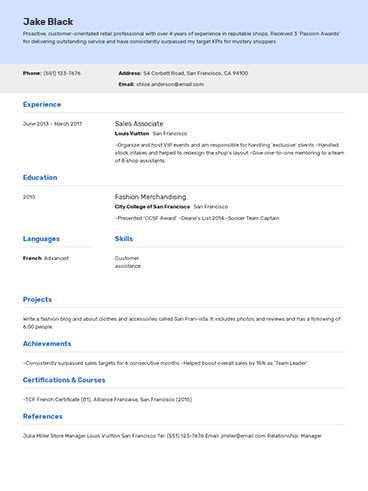 Jake Black
Proactive, customer-orientated retail professional with over 4 years of experience in reputable shops. Received 3 'Passion Awards'
for delivering outstanding service and have consistently surpassed my target KPIs for mystery shoppers.
Phone: (551) 123-7676 Address: 54 Corbett Road, San Francisco, CA 94100
Email: chloe.anderson@email.com
Experience
June 2013 – March 2017 Sales Associate
Louis Vuitton San Francisco
-Organize and host VIP events and am responsible for handling 'exclusive' clients -Handled
stock intakes and helped to redesign the shop's layout -Give one-to-one mentoring to a team
of 8 shop assistants
Education
2010 Fashion Merchandising
City College of San Francisco San Francisco
-Presented 'CCSF Award' -Deane's List 2014 -Soccer Team Captain
Languages Skills
French Advanced Customer
assistance
Projects
Write a fashion blog and about clothes and accessories called San Fran-ista. It includes photos and reviews and has a following of
6,00 people.
Achievements
-Consistently surpassed sales targets for 6 consecutive months -Helped boost overall sales by 15% as 'Team Leader'
Certifications & Courses
-TCF French Certificate (B1), Alliance Francaise, San Francisco (2015)
References
Julia Miller Store Manager Louis Vuitton San Francisco Tel: (551) 123-7676 Email: jmiller@email.com Relationship: Manager